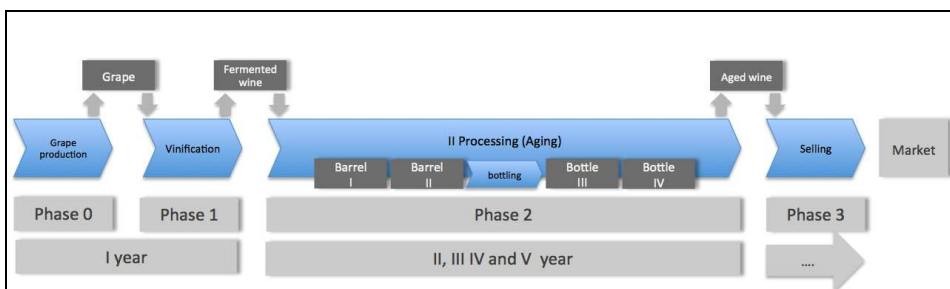 Grape
Fermented
wine
Aged wine
Grape
production
Vinification
II Processing (Aging)
Selling
Market
Barrel
I
Barrel
II
bottling
Bottle
III
Bottle
IV
Phase 0
Phase 1
Phase 2
Phase 3
I year
II, III IV and V year
....